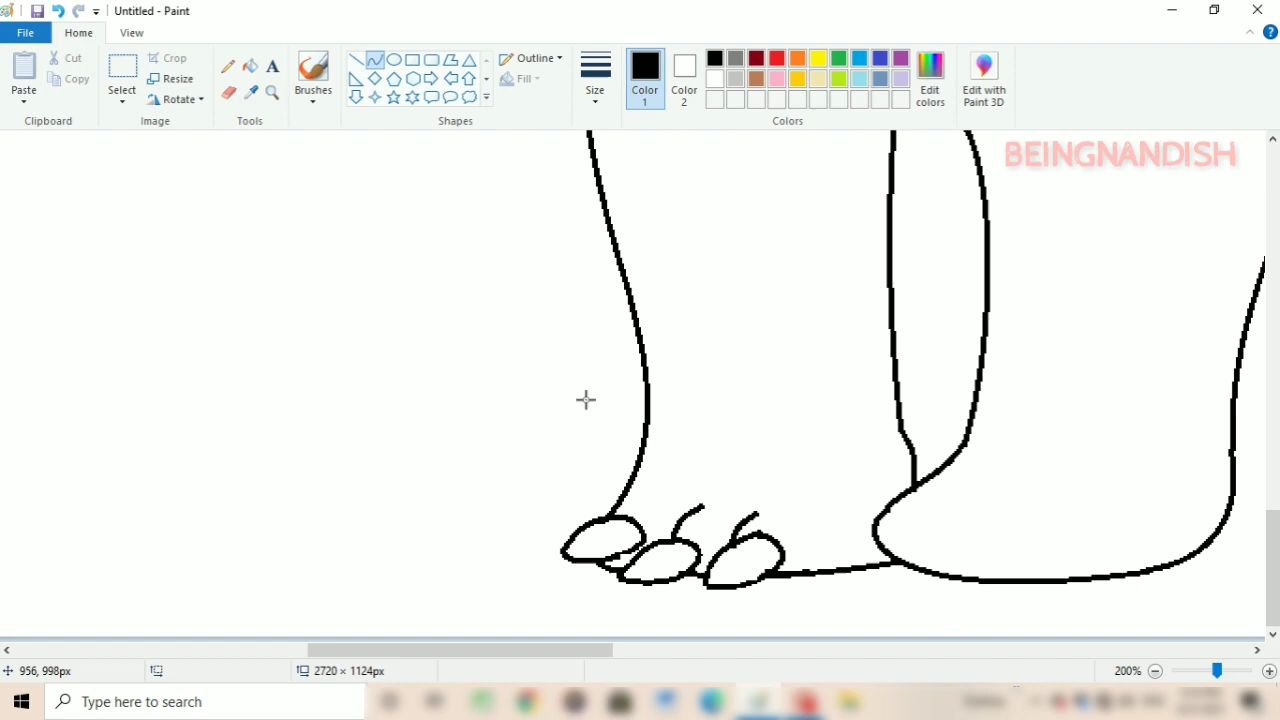 Untitled - Paint
File Home View
Paste
Cut
Copy
Clipboard
Select
Crop
Resize
Rotate
Image
Tools
Brushes
Shapes
Outline
Fill
Size
Color 1
Color 2
Edit colors
Colors
Edit with Paint 3D
BEINGNANDISH
956, 998px
2720 × 1124px
200%
Type here to search